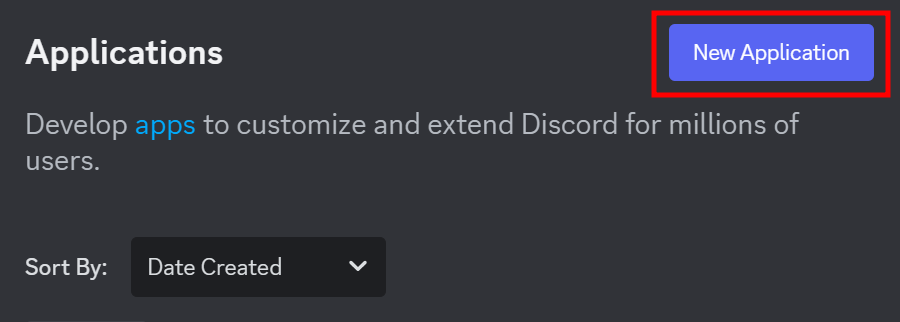 Applications
New Application
Develop apps to customize and extend Discord for millions of
users.
Sort By:
Date Created